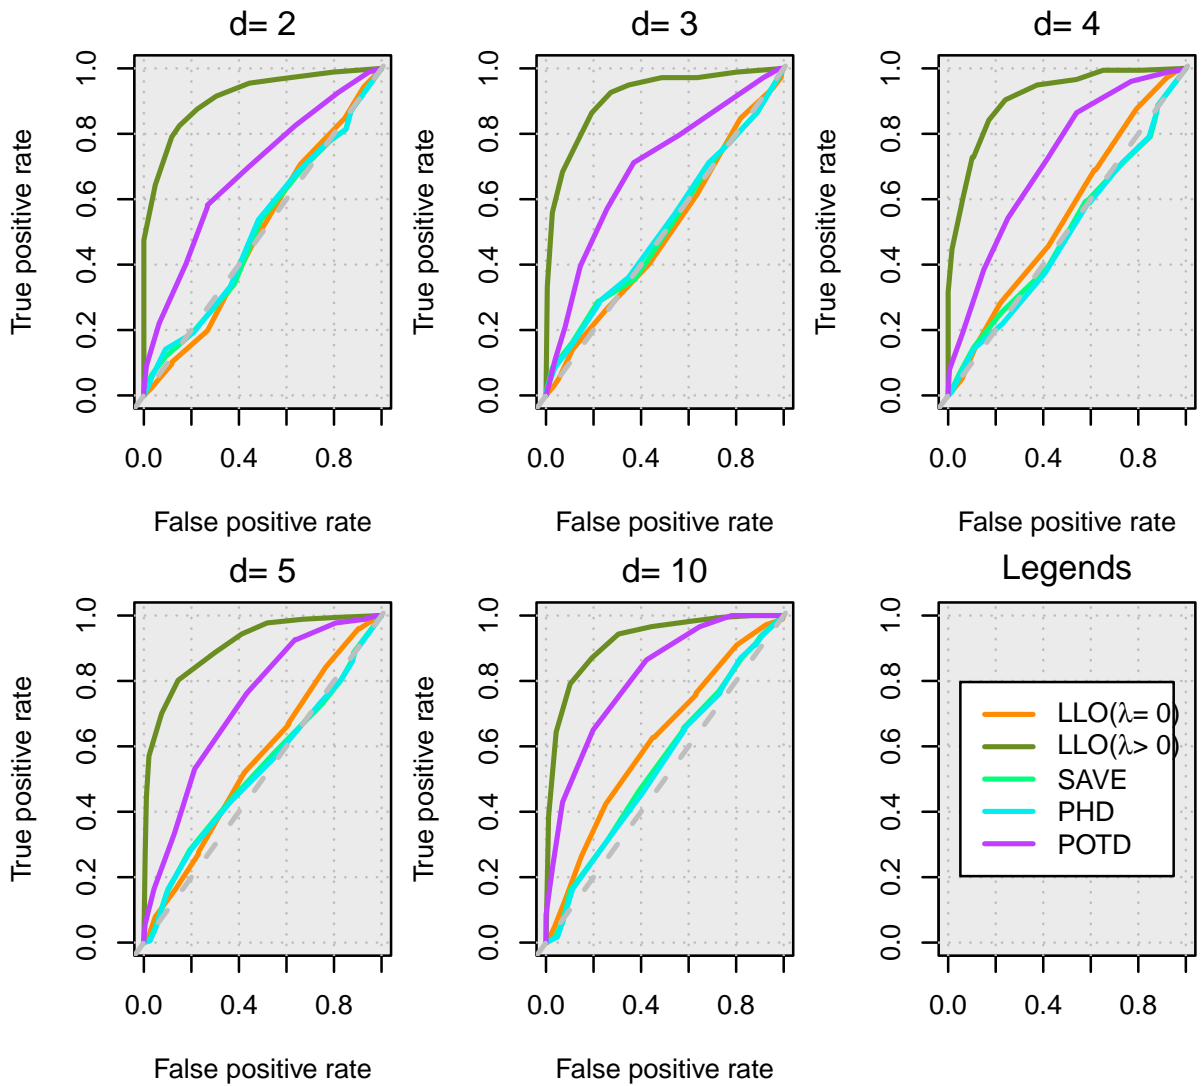 d= 2
True positive rate
0.0 0.2 0.4 0.6 0.8 1.0
0.0 0.4 0.8
False positive rate
d= 3
True positive rate
0.0 0.2 0.4 0.6 0.8 1.0
0.0 0.4 0.8
False positive rate
d= 4
True positive rate
0.0 0.2 0.4 0.6 0.8 1.0
0.0 0.4 0.8
False positive rate
d= 5
True positive rate
0.0 0.2 0.4 0.6 0.8 1.0
0.0 0.4 0.8
False positive rate
d= 10
True positive rate
0.0 0.2 0.4 0.6 0.8 1.0
0.0 0.4 0.8
False positive rate
Legends
0.0 0.2 0.4 0.6 0.8 1.0
LLO(λ= 0)
LLO(λ> 0)
SAVE
PHD
POTD
0.0 0.4 0.8